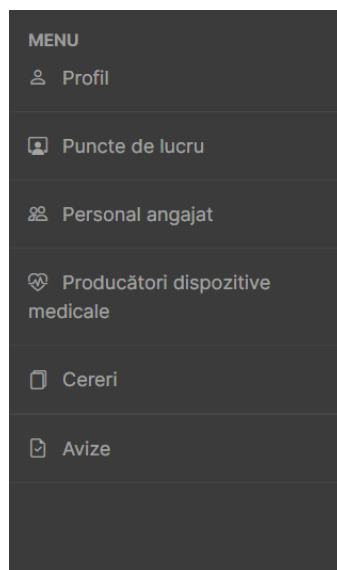 MENU
Profil
Puncte de lucru
Personal angajat
Producători dispozitive
medicale
Cereri
Avize